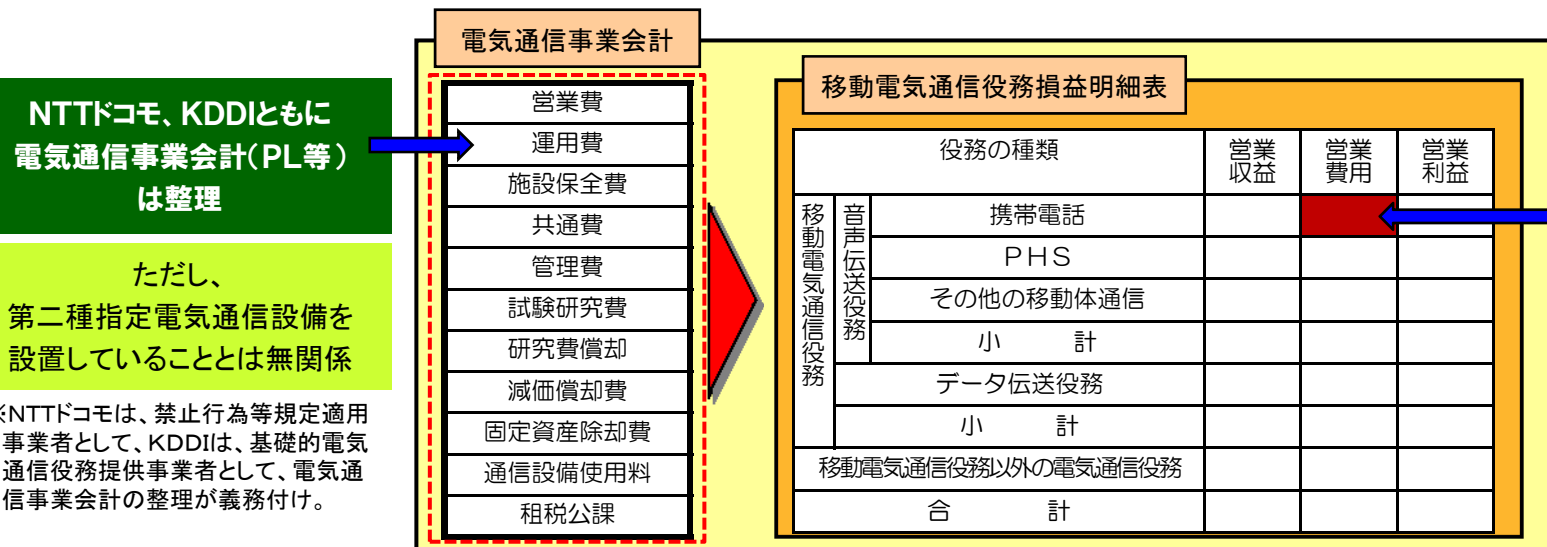 電気通信事業会計
NTTドコモ、KDDIともに
電気通信事業会計(PL等)
は整理
ただし、
第二種指定電気通信設備を
設置していることとは無関係
※NTTドコモは、禁止行為等規定適用
事業者として、KDDIは、基礎的電気
通信役務提供事業者として、電気通
信事業会計の整理が義務付け。
営業費
運用費
施設保全費
共通費
管理費
試験研究費
研究費償却
減価償却費
固定資産除却費
通信設備使用料
租税公課
移動電気通信役務損益明細表
役務の種類
営業
収益
営業
費用
営業
利益
移動電気通信役務
音声伝送役務
携帯電話
PHS
その他の移動体通信
小 計
データ伝送役務
小 計
移動電気通信役務以外の電気通信役務
合 計